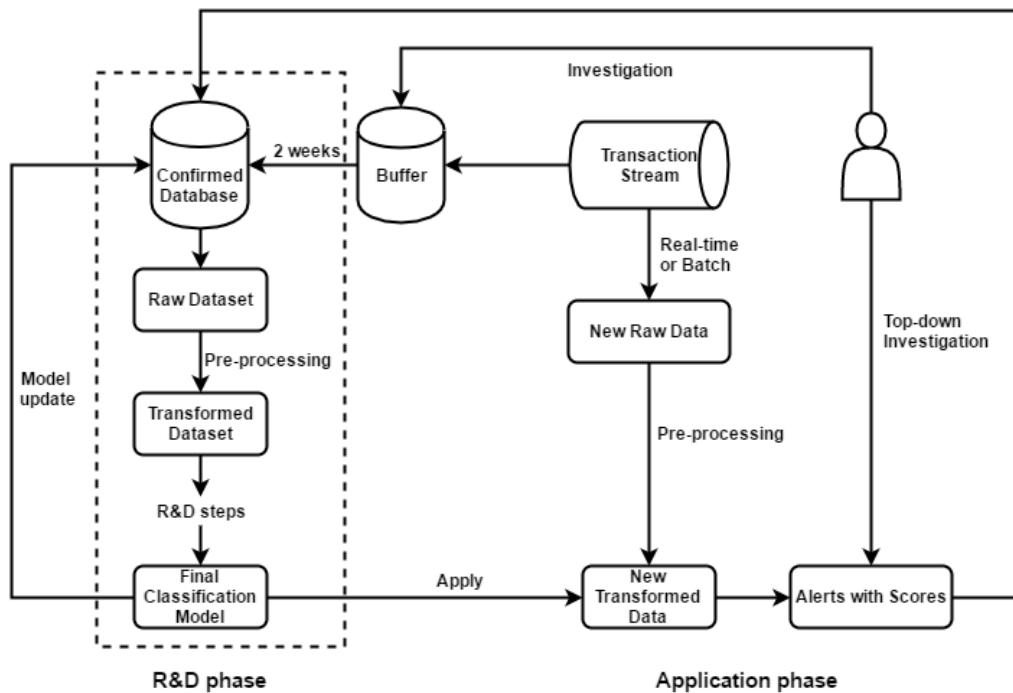 Investigation
2 weeks
Confirmed
Database
Buffer
Transaction
Stream
Real-time
or Batch
Raw Dataset
New Raw Data
Top-down
Investigation
Pre-processing
Model
update
Transformed
Dataset
Pre-processing
R&D steps
Final
Classification
Model
Apply
New
Transformed
Data
Alerts with Scores
R&D phase
Application phase